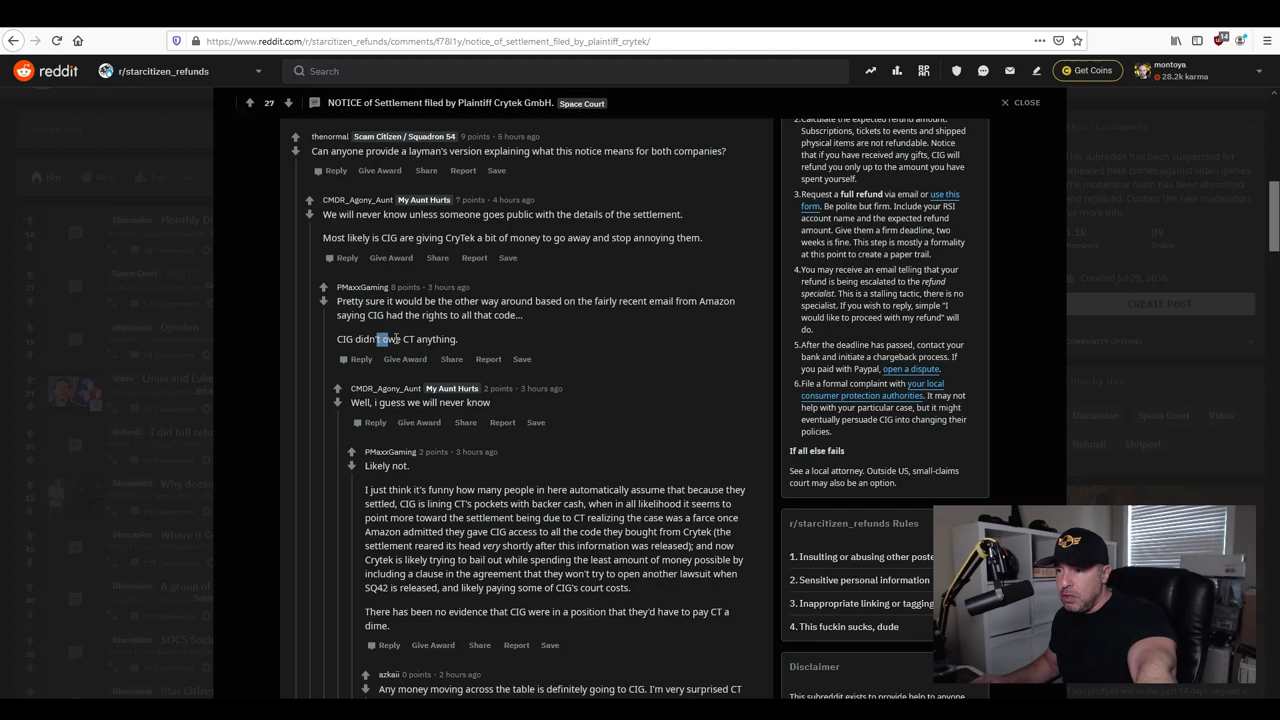 https://www.reddit.com/r/starcitizen_refunds/comments/f78l1y/notice_of_settlement_filed_by_plaintiff_crytek/
14
reddit
r/starcitizen_refunds
Search
Get Coins
montoya
28.2k karma
27
NOTICE of Settlement filed by Plaintiff Crytek GmbH.
Space Court
CLOSE
thenormal Scam Citizen / Squadron 54 9 points · 5 hours ago
Can anyone provide a layman's version explaining what this notice means for both companies?
Reply Give Award Share Report Save
CMDR_Agony_Aunt My Aunt Hurts 7 points · 4 hours ago
We will never know unless someone goes public with the details of the settlement.
Most likely is CIG are giving CryTek a bit of money to go away and stop annoying them.
Reply Give Award Share Report Save
PMaxxGaming 8 points · 3 hours ago
Pretty sure it would be the other way around based on the fairly recent email from Amazon
saying CIG had the rights to all that code...
CIG didn't owe CT anything.
Reply Give Award Share Report Save
CMDR_Agony_Aunt My Aunt Hurts 2 points · 3 hours ago
Well, i guess we will never know
Reply Give Award Share Report Save
PMaxxGaming 2 points · 3 hours ago
Likely not.
I just think it's funny how many people in here automatically assume that because they
settled, CIG is lining CT's pockets with backer cash, when in all likelihood it seems to
point more toward the settlement being due to CT realizing the case was a farce once
Amazon admitted they gave CIG access to all the code they bought from Crytek (the
settlement reared its head very shortly after this information was released); and now
Crytek is likely trying to bail out while spending the least amount of money possible by
including a clause in the agreement that they won't try to open another lawsuit when
SQ42 is released, and likely paying some of CIG's court costs.
There has been no evidence that CIG were in a position that they'd have to pay CT a
dime.
Reply Give Award Share Report Save
azkaii 0 points · 2 hours ago
Any money moving across the table is definitely going to CIG. I'm very surprised CT
2. Calculate the expected refund amount.
Subscriptions, tickets to events and shipped
physical items are not refundable. Notice
that if you have received any gifts, CIG will
refund you only up to the amount you have
spent yourself.
3. Request a full refund via email or use this
form. Be polite but firm. Include your RSI
account name and the expected refund
amount. Give them a firm deadline, two
weeks is fine. This step is mostly a formality
at this point to create a paper trail.
4. You may receive an email telling that your
refund is being escalated to the refund
specialist. This is a stalling tactic, there is no
specialist. If you wish to reply, simple "I
would like to proceed with my refund" will
do.
5. After the deadline has passed, contact your
bank and initiate a chargeback process. If
you paid with Paypal, open a dispute.
6. File a formal complaint with your local
consumer protection authorities. It may not
help with your particular case, but it might
eventually persuade CIG into changing their
policies.
If all else fails
See a local attorney. Outside US, small-claims
court may also be an option.
r/starcitizen_refunds Rules
1. Insulting or abusing other poste
2. Sensitive personal information
3. Inappropriate linking or tagging
4. This fuckin sucks, dude
Disclaimer
This subreddit exists to provide help to anyone